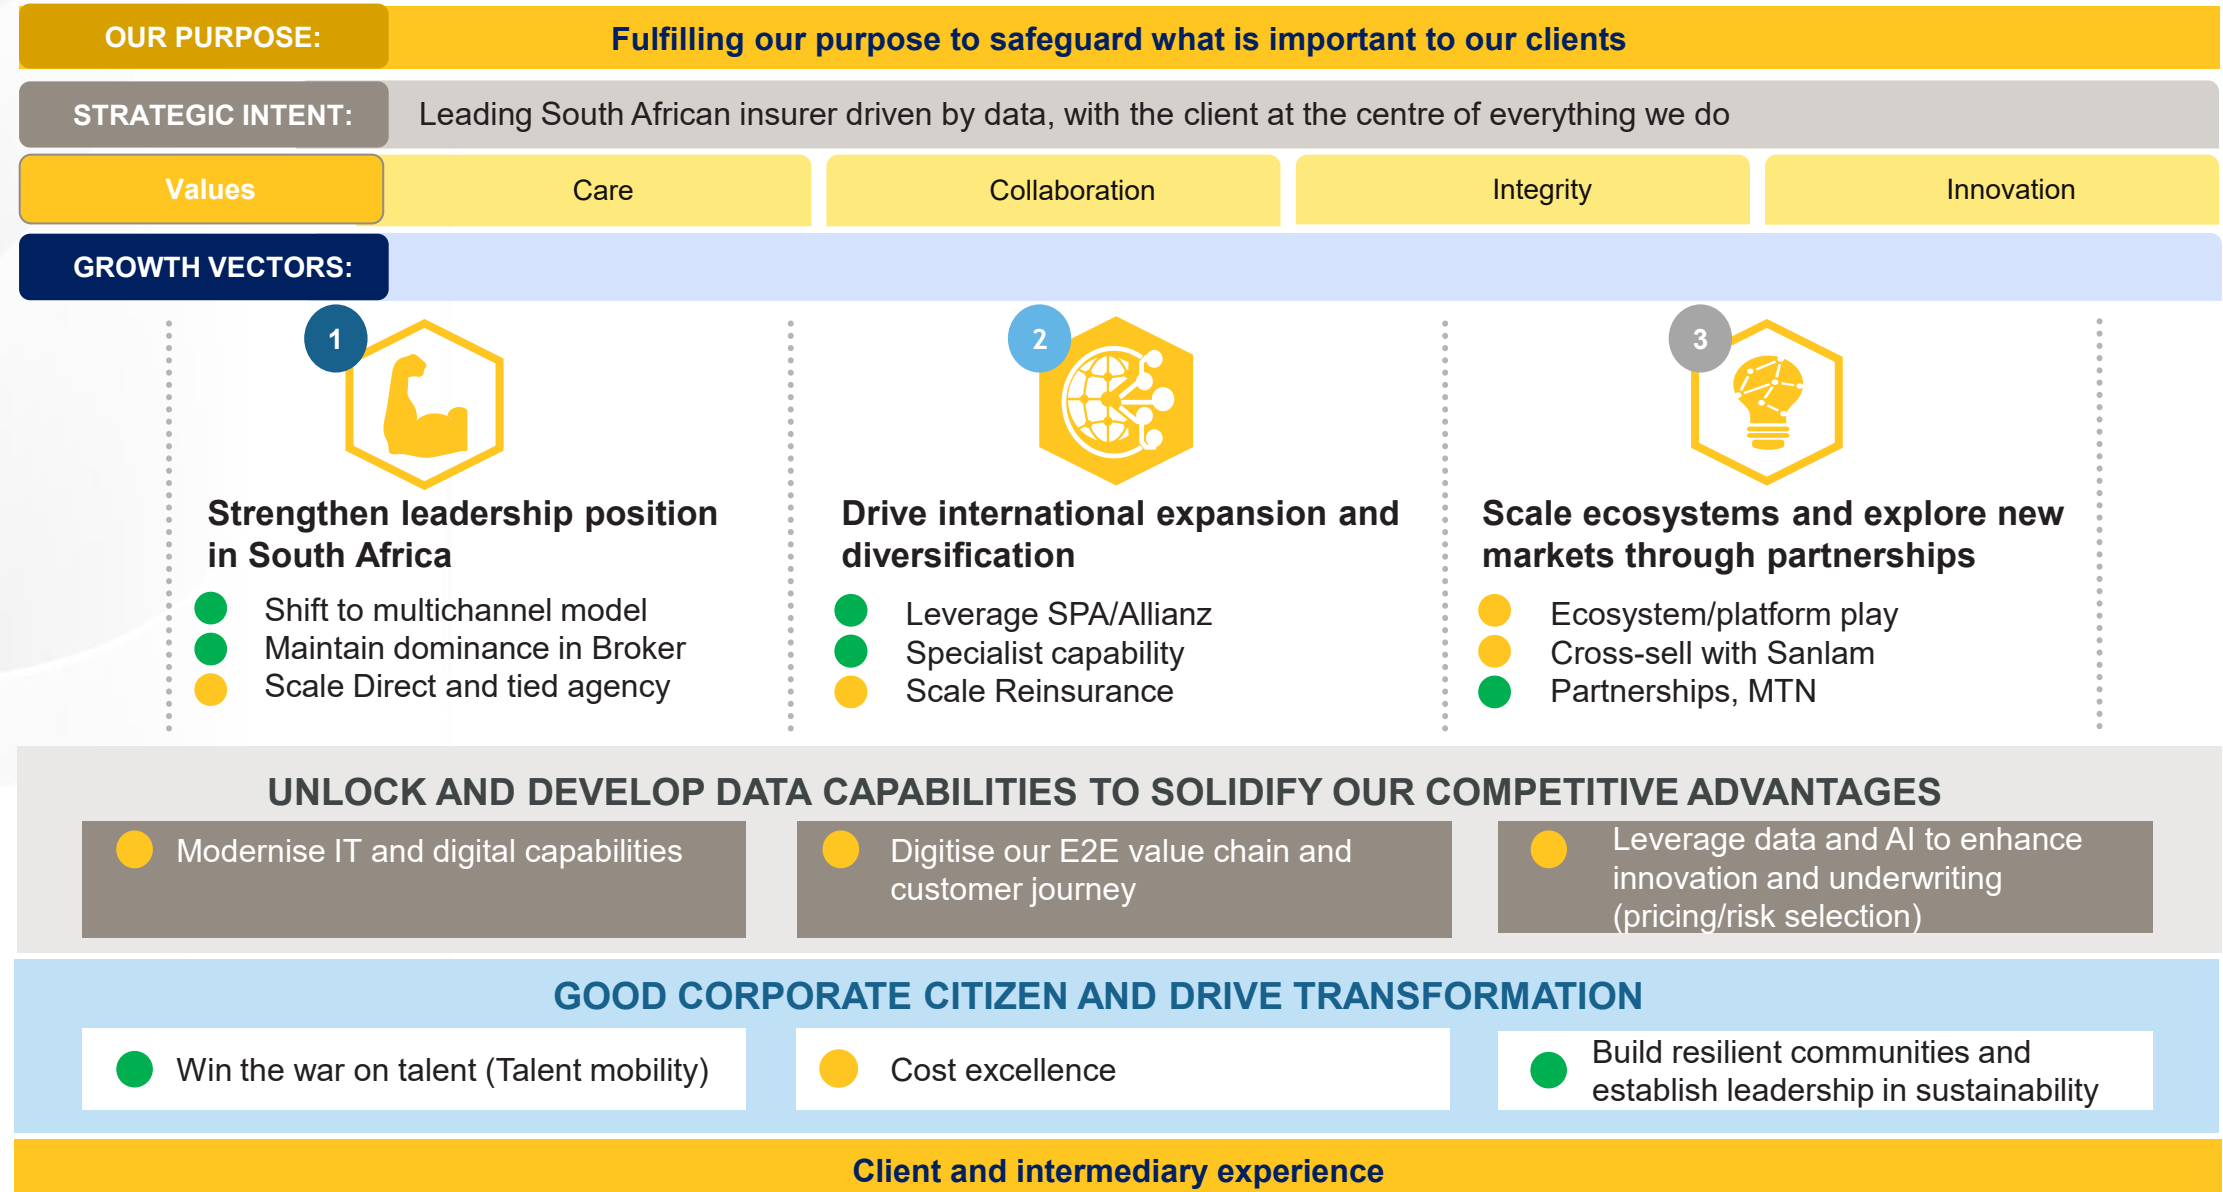 OUR PURPOSE:
Fulfilling our purpose to safeguard what is important to our clients
STRATEGIC INTENT:
Leading South African insurer driven by data, with the client at the centre of everything we do
Values
Care
Collaboration
Integrity
Innovation
GROWTH VECTORS:
1
Strengthen leadership position
in South Africa
Shift to multichannel model
Maintain dominance in Broker
Scale Direct and tied agency
2
Drive international expansion and
diversification
Leverage SPA/Allianz
Specialist capability
Scale Reinsurance
3
Scale ecosystems and explore new
markets through partnerships
Ecosystem/platform play
Cross-sell with Sanlam
Partnerships, MTN
UNLOCK AND DEVELOP DATA CAPABILITIES TO SOLIDIFY OUR COMPETITIVE ADVANTAGES
Modernise IT and digital capabilities
Digitise our E2E value chain and
customer journey
Leverage data and AI to enhance
innovation and underwriting
(pricing/risk selection)
GOOD CORPORATE CITIZEN AND DRIVE TRANSFORMATION
Win the war on talent (Talent mobility)
Cost excellence
Build resilient communities and
establish leadership in sustainability
Client and intermediary experience